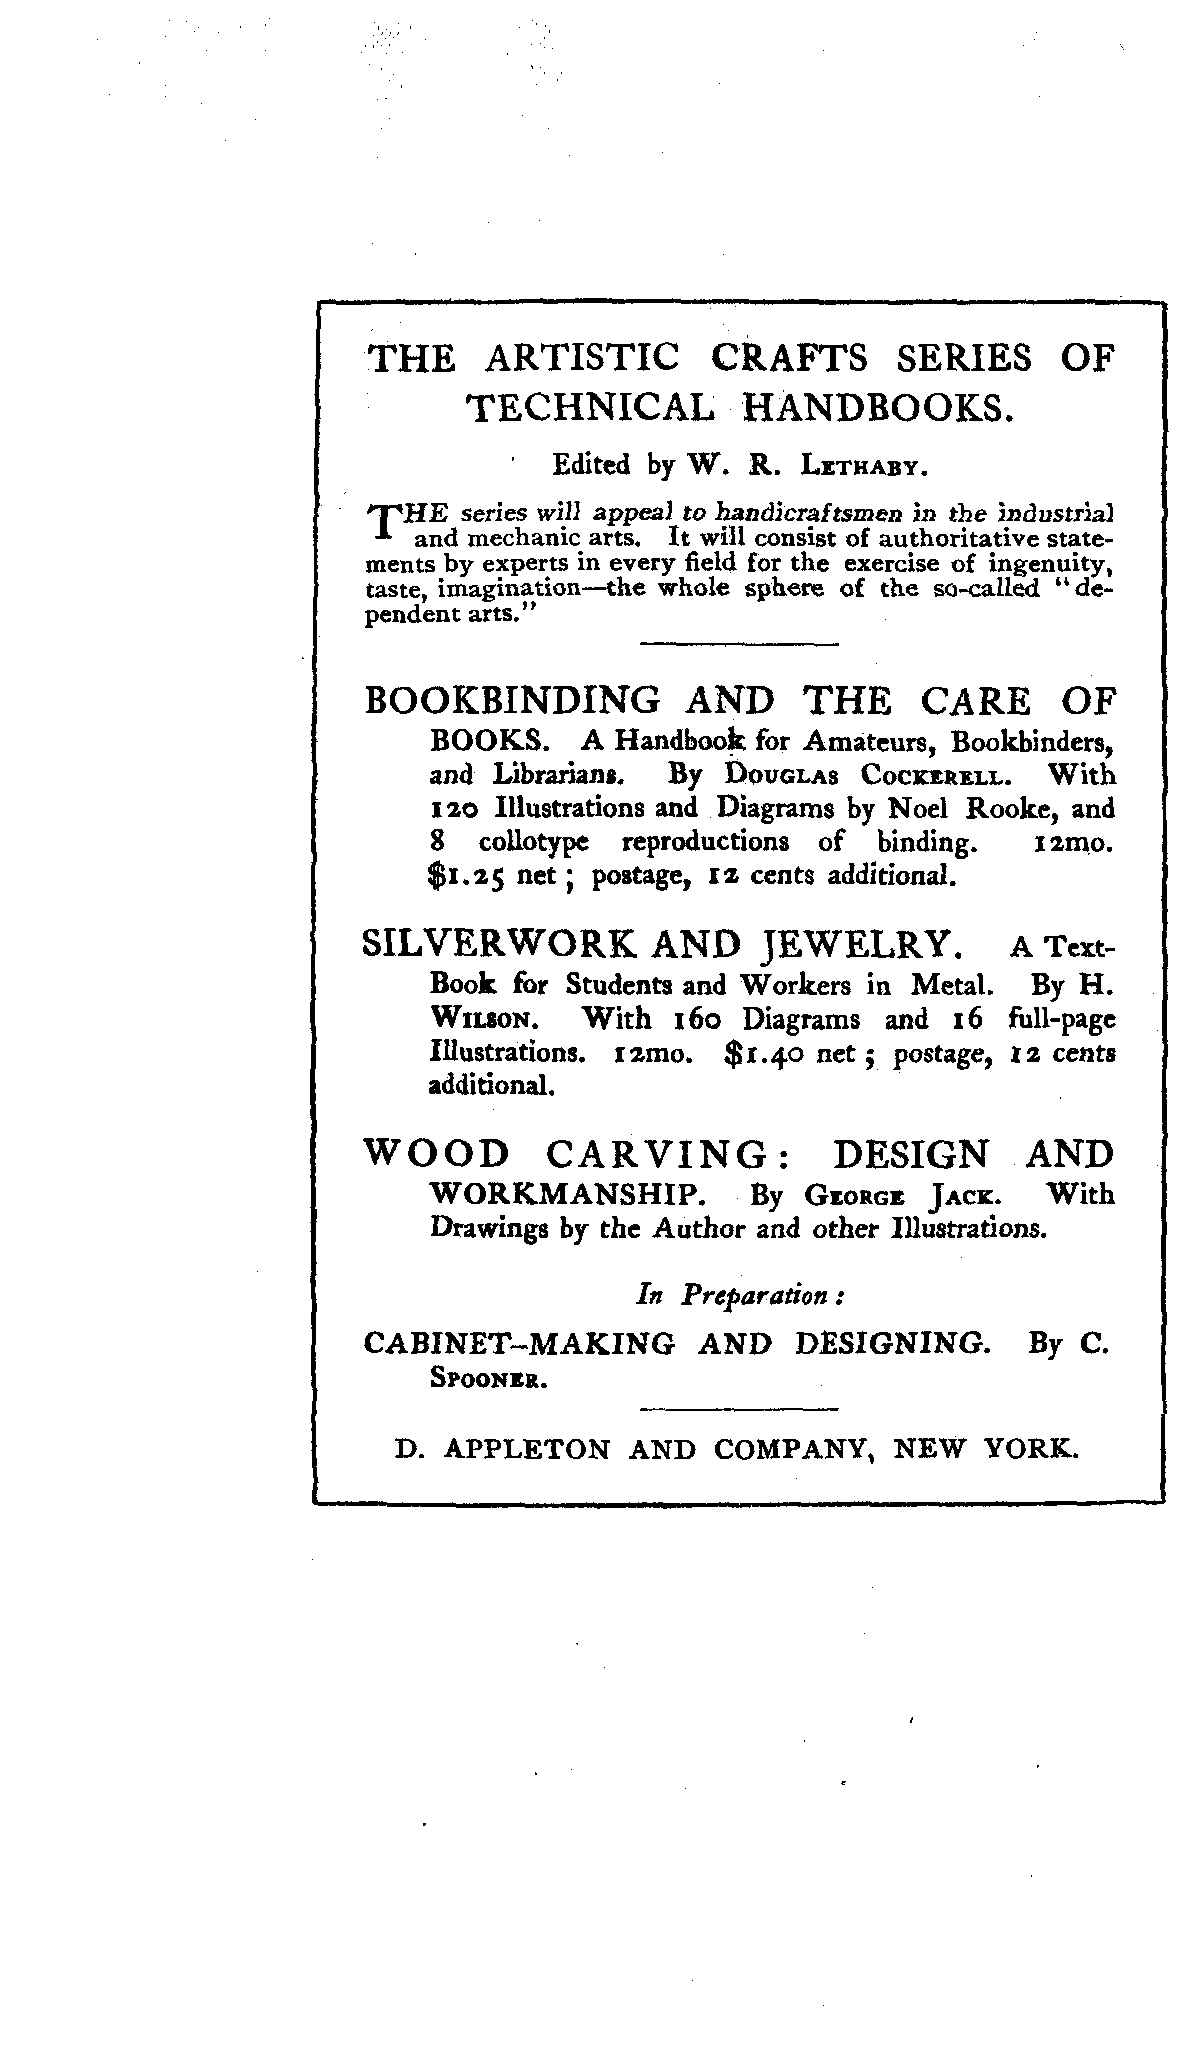 THE ARTISTIC CRAFTS SERIES OF
TECHNICAL HANDBOOKS.
Edited by W. R. LETHABY.
THE series will appeal to handicraftsmen in the industrial
and mechanic arts. It will consist of authoritative state-
ments by experts in every field for the exercise of ingenuity,
taste, imagination—the whole sphere of the so-called "de-
pendent arts."
BOOKBINDING AND THE CARE OF
BOOKS. A Handbook for Amateurs, Bookbinders,
and Librarians. By DOUGLAS COCKERELL. With
120 Illustrations and Diagrams by Noel Rooke, and
8 collotype reproductions of binding. 12mo.
$1.25 net; postage, 12 cents additional.
SILVERWORK AND JEWELRY. A Text-
Book for Students and Workers in Metal. By H.
WILSON. With 160 Diagrams and 16 full-page
Illustrations. 12mo. $1.40 net; postage, 12 cents
additional.
WOOD CARVING: DESIGN AND
WORKMANSHIP. By GEORGE JACK. With
Drawings by the Author and other Illustrations.
In Preparation:
CABINET-MAKING AND DESIGNING. By C.
SPOONER.
D. APPLETON AND COMPANY, NEW YORK.